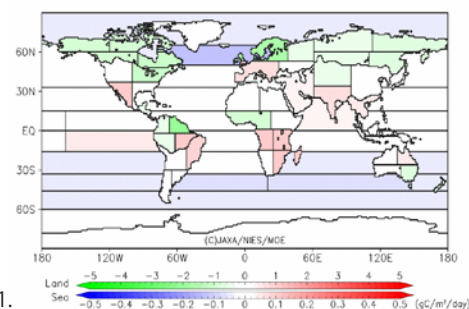 60N
30N
EQ
30S
60S
(C)JAXA/NIES/MOE
180 120W 60W 0 60E 120E 180
Land -5 -4 -3 -2 -1 0 1 2 3 4 5
Sea -0.5 -0.4 -0.3 -0.2 -0.1 0 0.1 0.2 0.3 0.4 0.5 (gC/m²/day)
1.